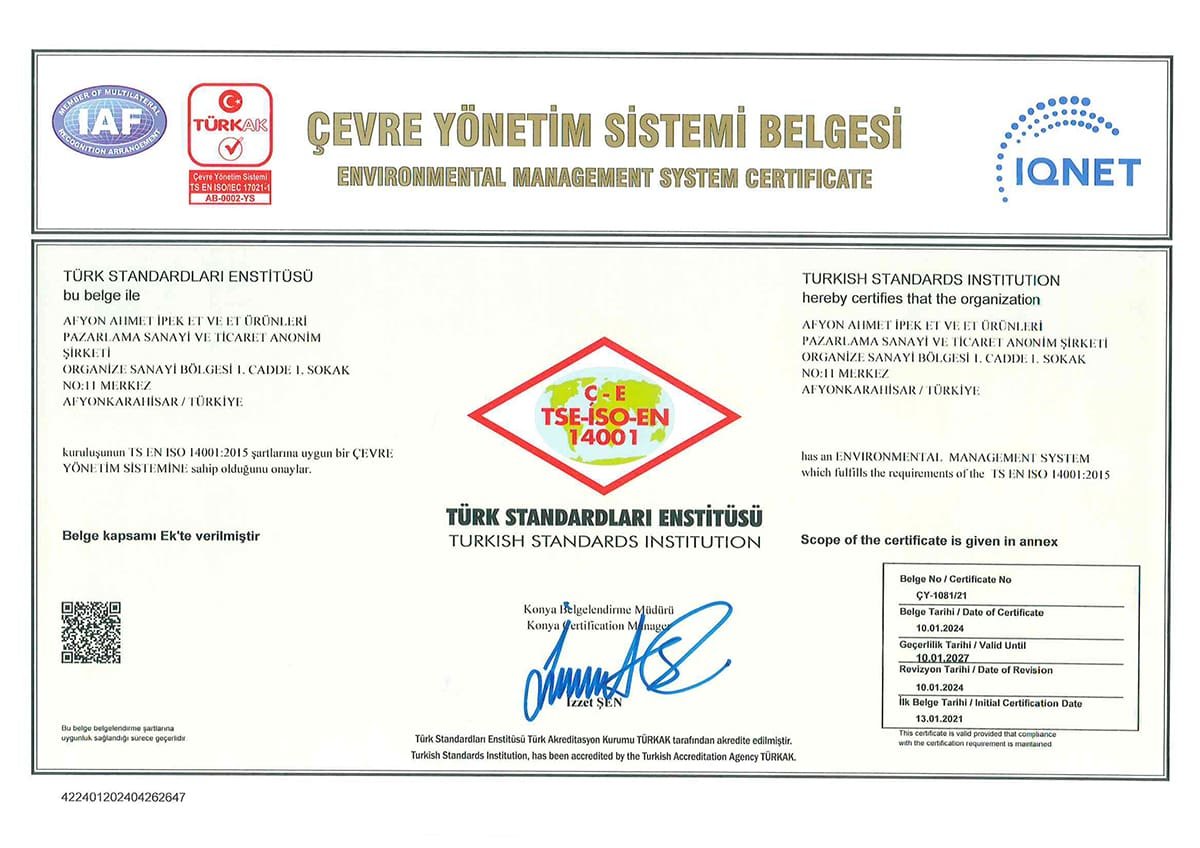 MEMBER OF MULTILATERAL
IAF
RECOGNITION ARRANGEMENT
TÜRKAK
Çevre Yönetim Sistemi
TS EN ISO/IEC 17021-1
AB-0002-YS
ÇEVRE YÖNETİM SİSTEMİ BELGESİ
ENVIRONMENTAL MANAGEMENT SYSTEM CERTIFICATE
IQNET
TÜRK STANDARDLARI ENSTİTÜSÜ
bu belge ile
AFYON AHMET İPEK ET VE ET ÜRÜNLERİ
PAZARLAMA SANAYİ VE TİCARET ANONİM
ŞİRKETİ
ORGANİZE SANAYİ BÖLGESİ 1. CADDE 1. SOKAK
NO:11 MERKEZ
AFYONKARAHİSAR / TÜRKİYE
kuruluşunun TS EN ISO 14001:2015 şartlarına uygun bir ÇEVRE
YÖNETİM SİSTEMİNE sahip olduğunu onaylar.
Belge kapsamı Ek'te verilmiştir
Ç - E
TSE-İSO-EN
14001
TÜRK STANDARDLARI ENSTİTÜSÜ
TURKISH STANDARDS INSTITUTION
TURKISH STANDARDS INSTITUTION
hereby certifies that the organization
AFYON AHMET İPEK ET VE ET ÜRÜNLERİ
PAZARLAMA SANAYİ VE TİCARET ANONİM ŞİRKETİ
ORGANİZE SANAYİ BÖLGESİ 1. CADDE 1. SOKAK
NO:11 MERKEZ
AFYONKARAHİSAR / TÜRKİYE
has an ENVIRONMENTAL MANAGEMENT SYSTEM
which fulfills the requirements of the TS EN ISO 14001:2015
Scope of the certificate is given in annex
Konya Belgelendirme Müdürü
Konya Certification Manager
İzzet ŞEN
Belge No / Certificate No
ÇY-1081/21
Belge Tarihi / Date of Certificate
10.01.2024
Geçerlilik Tarihi / Valid Until
10.01.2027
Revizyon Tarihi / Date of Revision
10.01.2024
İlk Belge Tarihi / Initial Certification Date
13.01.2021
This certificate is valid provided that compliance
with the certification requirement is maintained
Bu belge belgelendirme şartlarına
uygunluk sağlandığı sürece geçerlidir.
Türk Standardları Enstitüsü Türk Akreditasyon Kurumu TÜRKAK tarafından akredite edilmiştir.
Turkish Standards Institution, has been accredited by the Turkish Accreditation Agency TÜRKAK.
422401202404262647